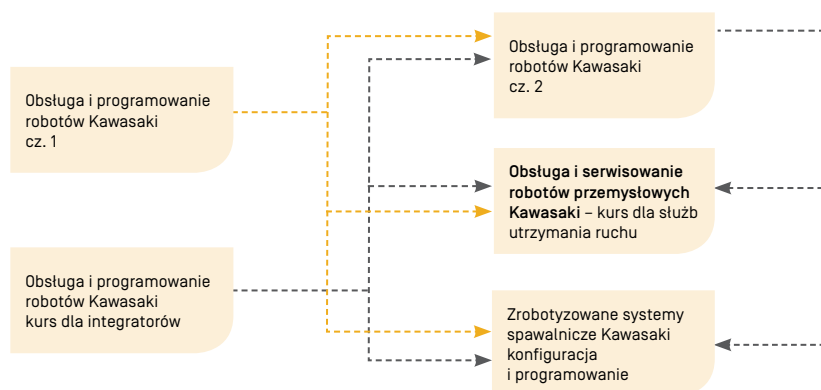 Obsługa i programowanie
robotów Kawasaki
cz. 1
Obsługa i programowanie
robotów Kawasaki
kurs dla integratorów
Obsługa i programowanie
robotów Kawasaki
cz. 2
Obsługa i serwisowanie
robotów przemysłowych
Kawasaki – kurs dla służb
utrzymania ruchu
Zrobotyzowane systemy
spawalnicze Kawasaki
konfiguracja
i programowanie